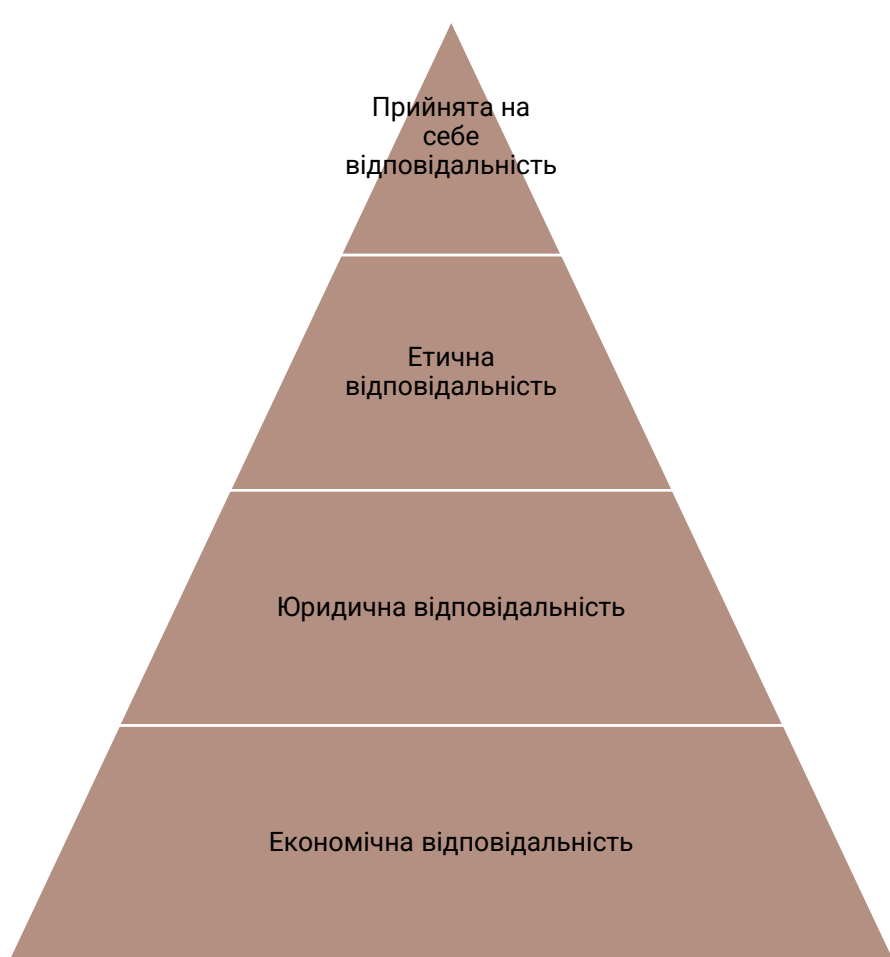 Прийнята на
себе
відповідальність
Етична
відповідальність
Юридична відповідальність
Економічна відповідальність